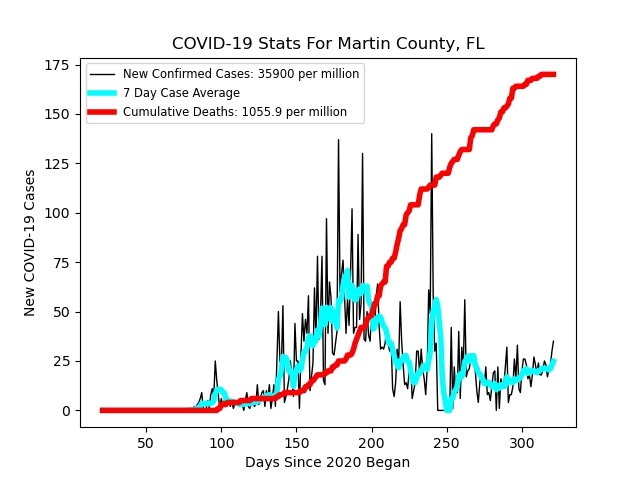 COVID-19 Stats For Martin County, FL
New Confirmed Cases: 35900 per million
7 Day Case Average
Cumulative Deaths: 1055.9 per million
New COVID-19 Cases
175
150
125
100
75
50
25
0
50 100 150 200 250 300
Days Since 2020 Began